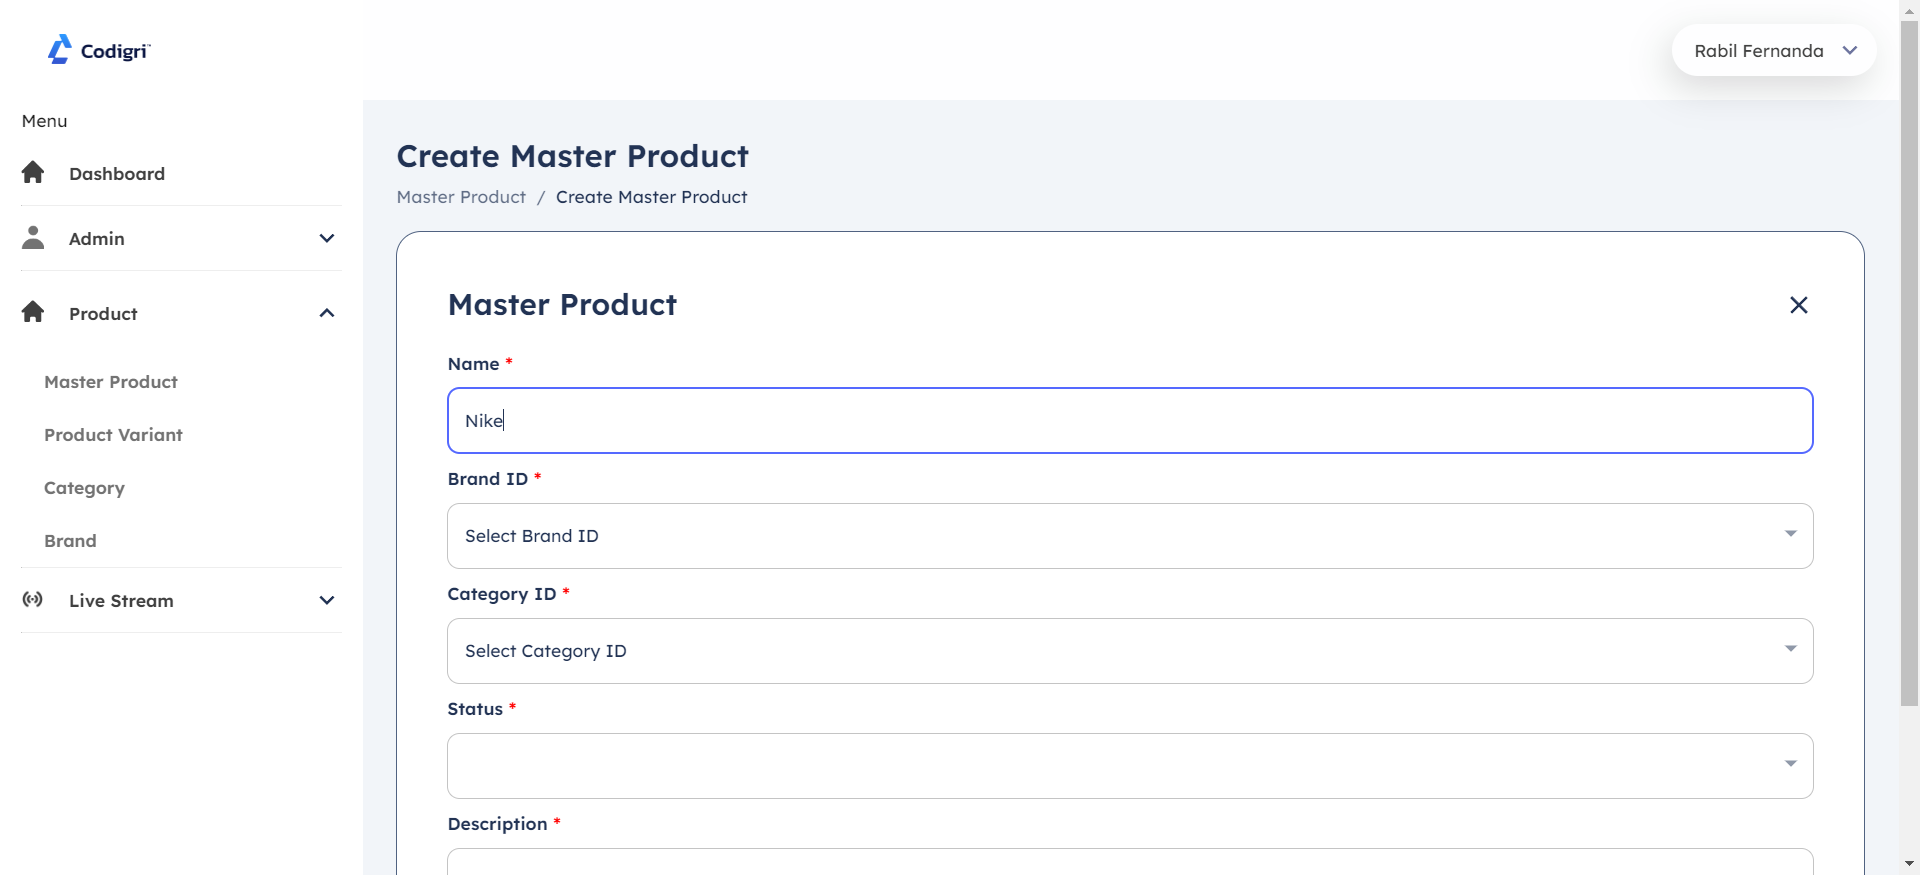 Codigri™
Rabil Fernanda
Menu
Dashboard
Admin
Product
Master Product
Product Variant
Category
Brand
Live Stream
Create Master Product
Master Product / Create Master Product
Master Product
Name *
Nike
Brand ID *
Select Brand ID
Category ID *
Select Category ID
Status *
Description *